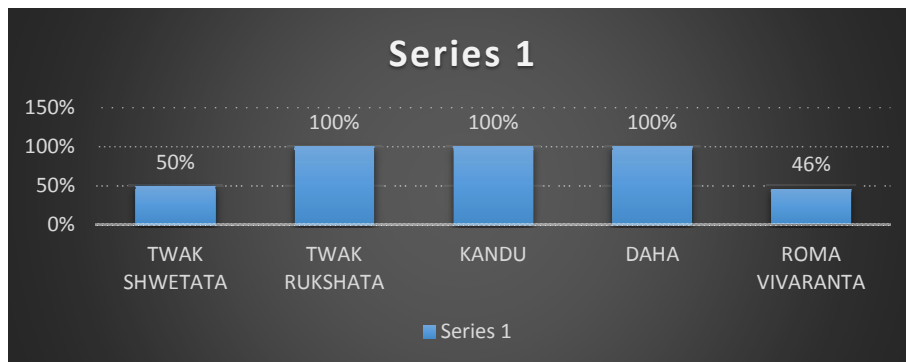 Series 1
150%
100%
50%
0%
50%
100%
100%
100%
46%
TWAK SHWETATA
TWAK RUKSHATA
KANDU
DAHA
ROMA VIVARANTA
Series 1